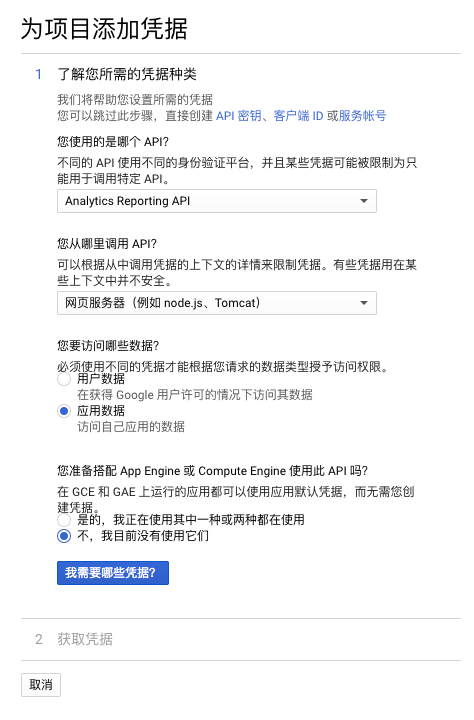 为项目添加凭据
1 了解您所需的凭据种类
我们将帮助您设置所需的凭据
您可以跳过此步骤，直接创建 API 密钥、客户端 ID 或服务帐号
您使用的是哪个 API?
不同的 API 使用不同的身份验证平台，并且某些凭据可能被限制为只
能用于调用特定 API。
Analytics Reporting API
您从哪里调用 API?
可以根据从中调用凭据的上下文的详情来限制凭据。有些凭据用在某
些上下文中并不安全。
网页服务器（例如 node.js、Tomcat）
您要访问哪些数据?
必须使用不同的凭据才能根据您请求的数据类型授予访问权限。
用户数据
在获得 Google 用户许可的情况下访问其数据
应用数据
访问自己应用的数据
您准备搭配 App Engine 或 Compute Engine 使用此 API 吗?
在 GCE 和 GAE 上运行的应用都可以使用应用默认凭据，而无需您创
建凭据。
是的，我正在使用其中一种或两种都在使用
不，我目前没有使用它们
我需要哪些凭据?
2 获取凭据
取消